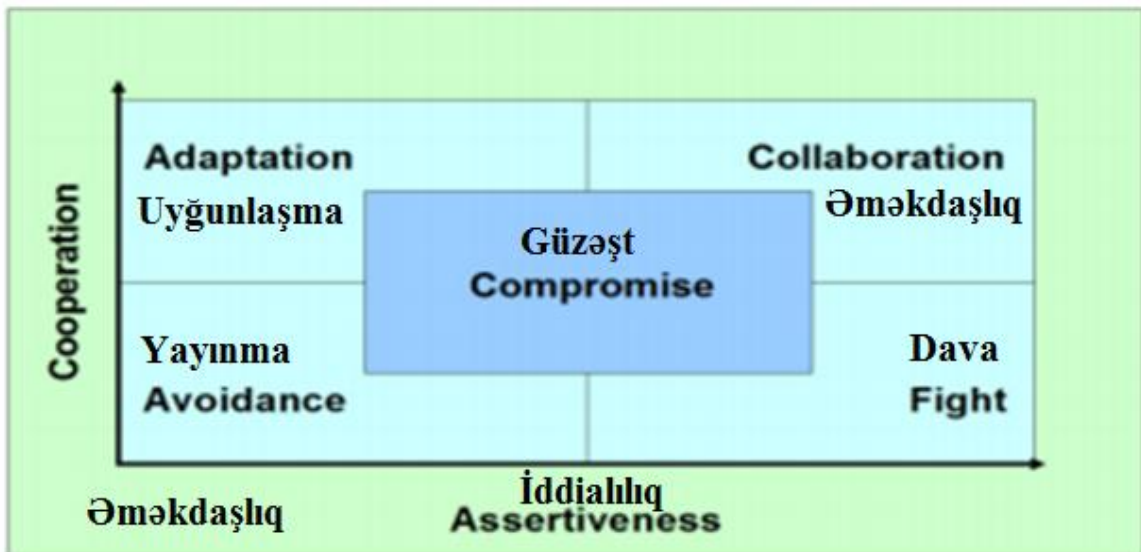 Adaptation
Uyğunlaşma
Collaboration
Əməkdaşlıq
Güzəşt
Compromise
Cooperation
Yayınma
Avoidance
Dava
Fight
Əməkdaşlıq
İddialılıq
Assertiveness